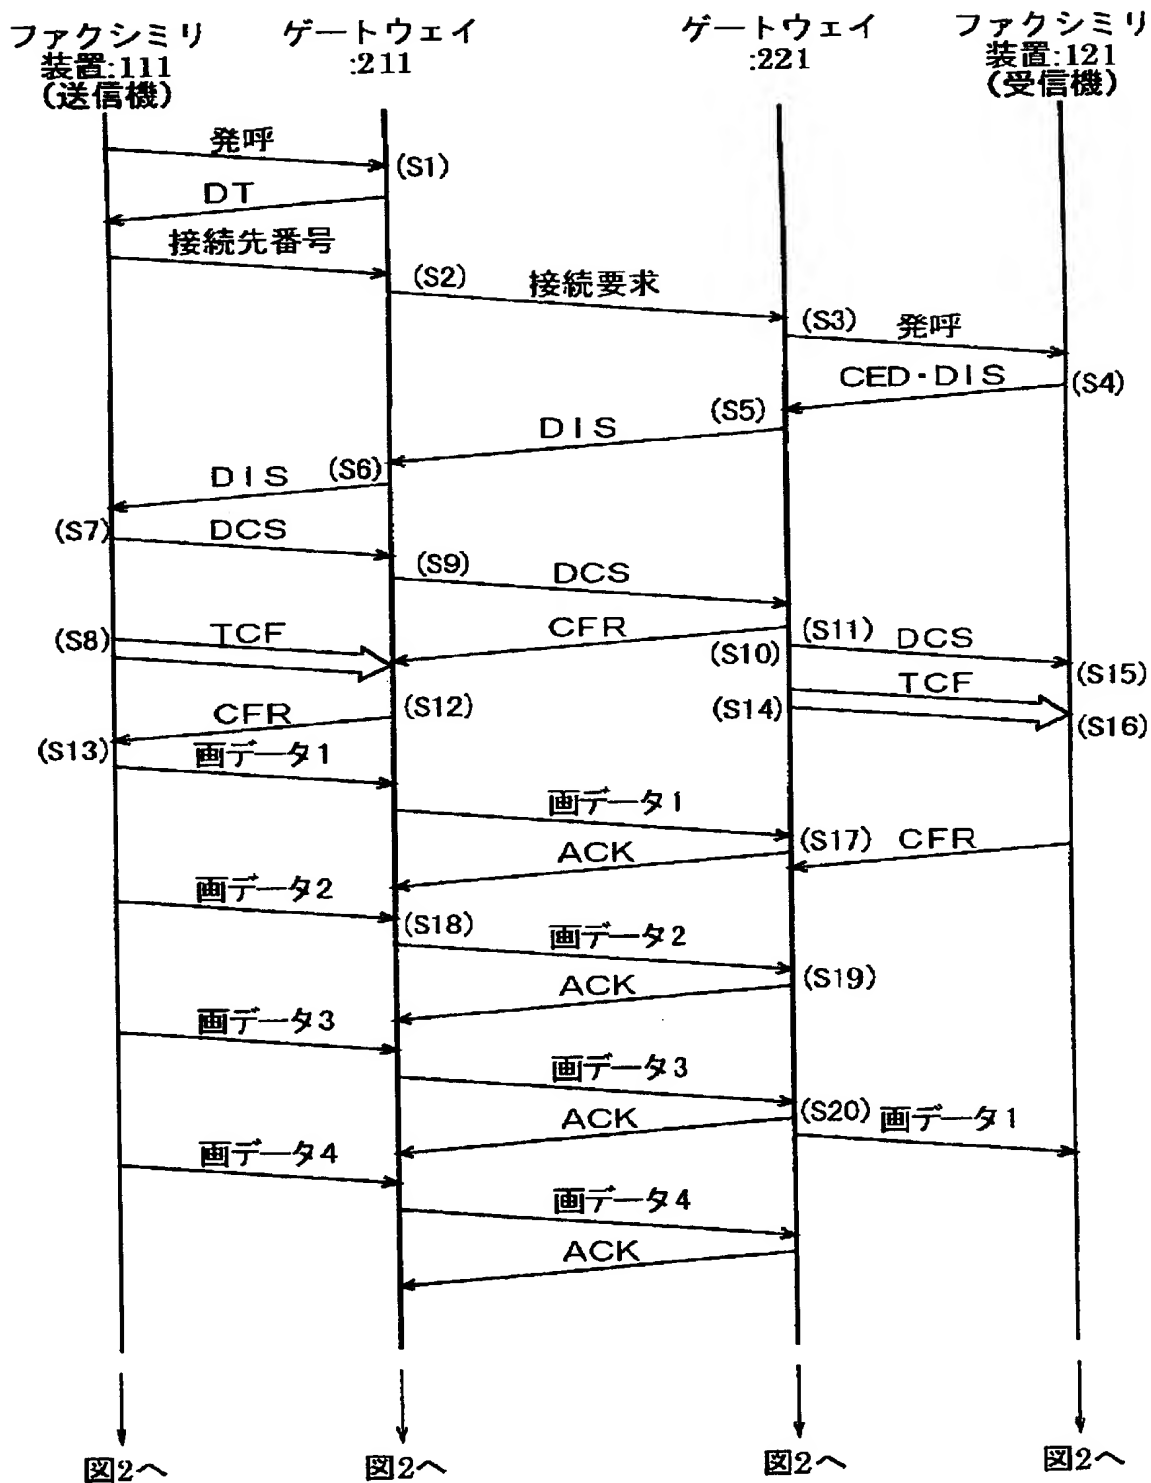 ファクシミリ
装置:111
(送信機)
ゲートウェイ
:211
ゲートウェイ
:221
ファクシミリ
装置:121
(受信機)
発呼
(S1)
DT
接続先番号
(S2)
接続要求
(S3)
発呼
CED・DIS
(S4)
(S5)
DIS
(S6)
DIS
(S7)
DCS
(S9)
DCS
(S8)
TCF
CFR
(S11)
DCS
(S10)
(S15)
TCF
(S12)
(S14)
(S16)
CFR
(S13)
画データ1
画データ1
(S17)
CFR
ACK
画データ2
(S18)
画データ2
(S19)
ACK
画データ3
画データ3
(S20)
画データ1
ACK
画データ4
画データ4
ACK
図2へ
図2へ
図2へ
図2へ